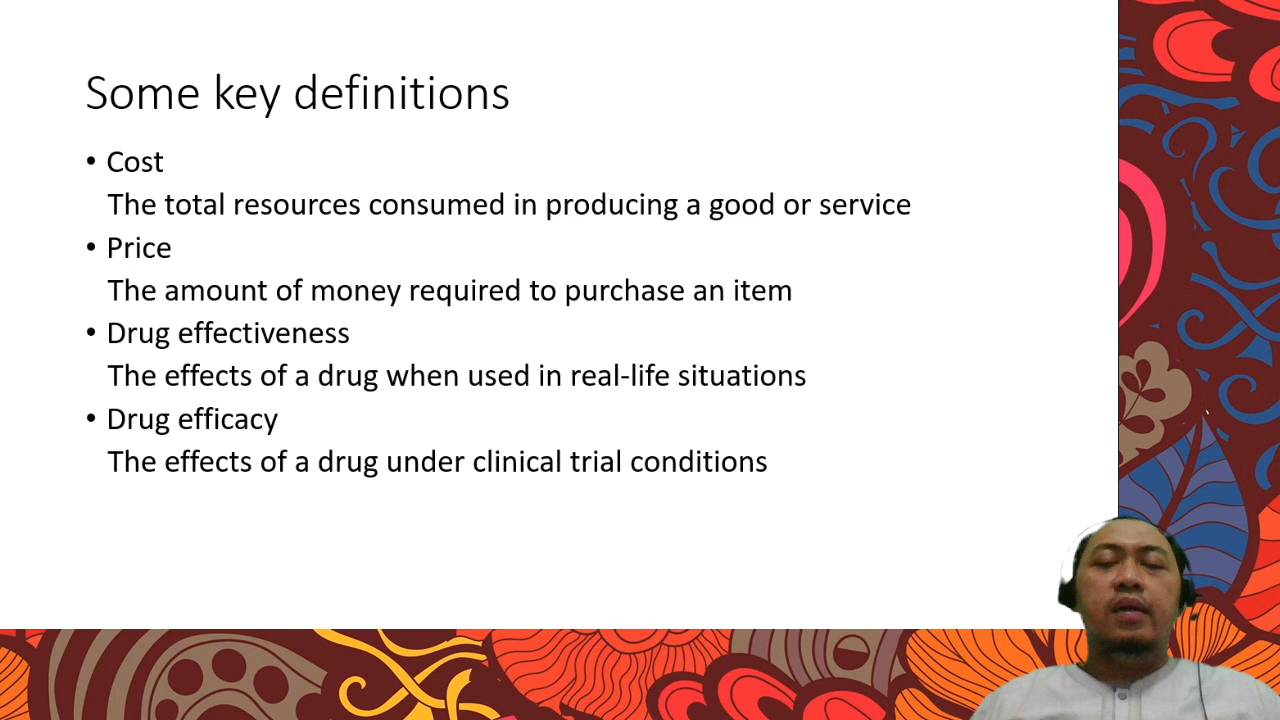 Some key definitions
• Cost
The total resources consumed in producing a good or service
• Price
The amount of money required to purchase an item
• Drug effectiveness
The effects of a drug when used in real-life situations
• Drug efficacy
The effects of a drug under clinical trial conditions